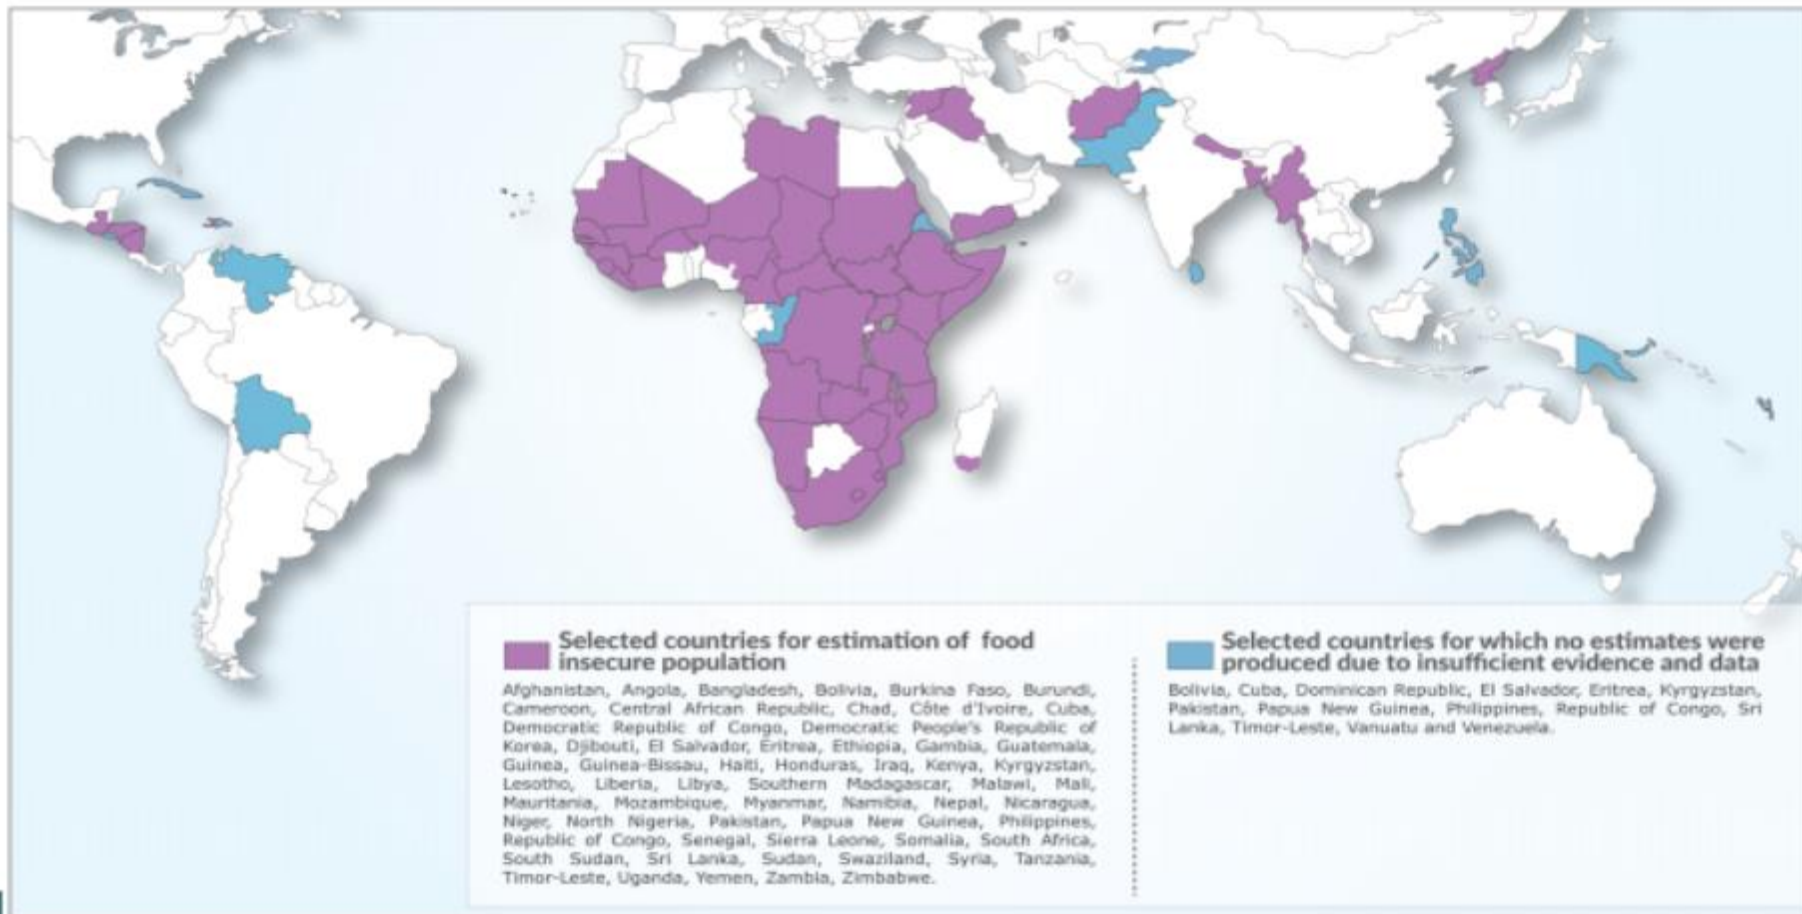 Selected countries for estimation of food
insecure population
Afghanistan, Angola, Bangladesh, Bolivia, Burkina Faso, Burundi,
Cameroon, Central African Republic, Chad, Côte d'Ivoire, Cuba,
Democratic Republic of Congo, Democratic People's Republic of
Korea, Djibouti, El Salvador, Eritrea, Ethiopia, Gambia, Guatemala,
Guinea, Guinea-Bissau, Haiti, Honduras, Iraq, Kenya, Kyrgyzstan,
Lesotho, Liberia, Libya, Southern Madagascar, Malawi, Mali,
Mauritania, Mozambique, Myanmar, Namibia, Nepal, Nicaragua,
Niger, North Nigeria, Pakistan, Papua New Guinea, Philippines,
Republic of Congo, Senegal, Sierra Leone, Somalia, South Africa,
South Sudan, Sri Lanka, Sudan, Swaziland, Syria, Tanzania,
Timor-Leste, Uganda, Yemen, Zambia, Zimbabwe.
Selected countries for which no estimates were
produced due to insufficient evidence and data
Bolivia, Cuba, Dominican Republic, El Salvador, Eritrea, Kyrgyzstan,
Pakistan, Papua New Guinea, Philippines, Republic of Congo, Sri
Lanka, Timor-Leste, Vanuatu and Venezuela.